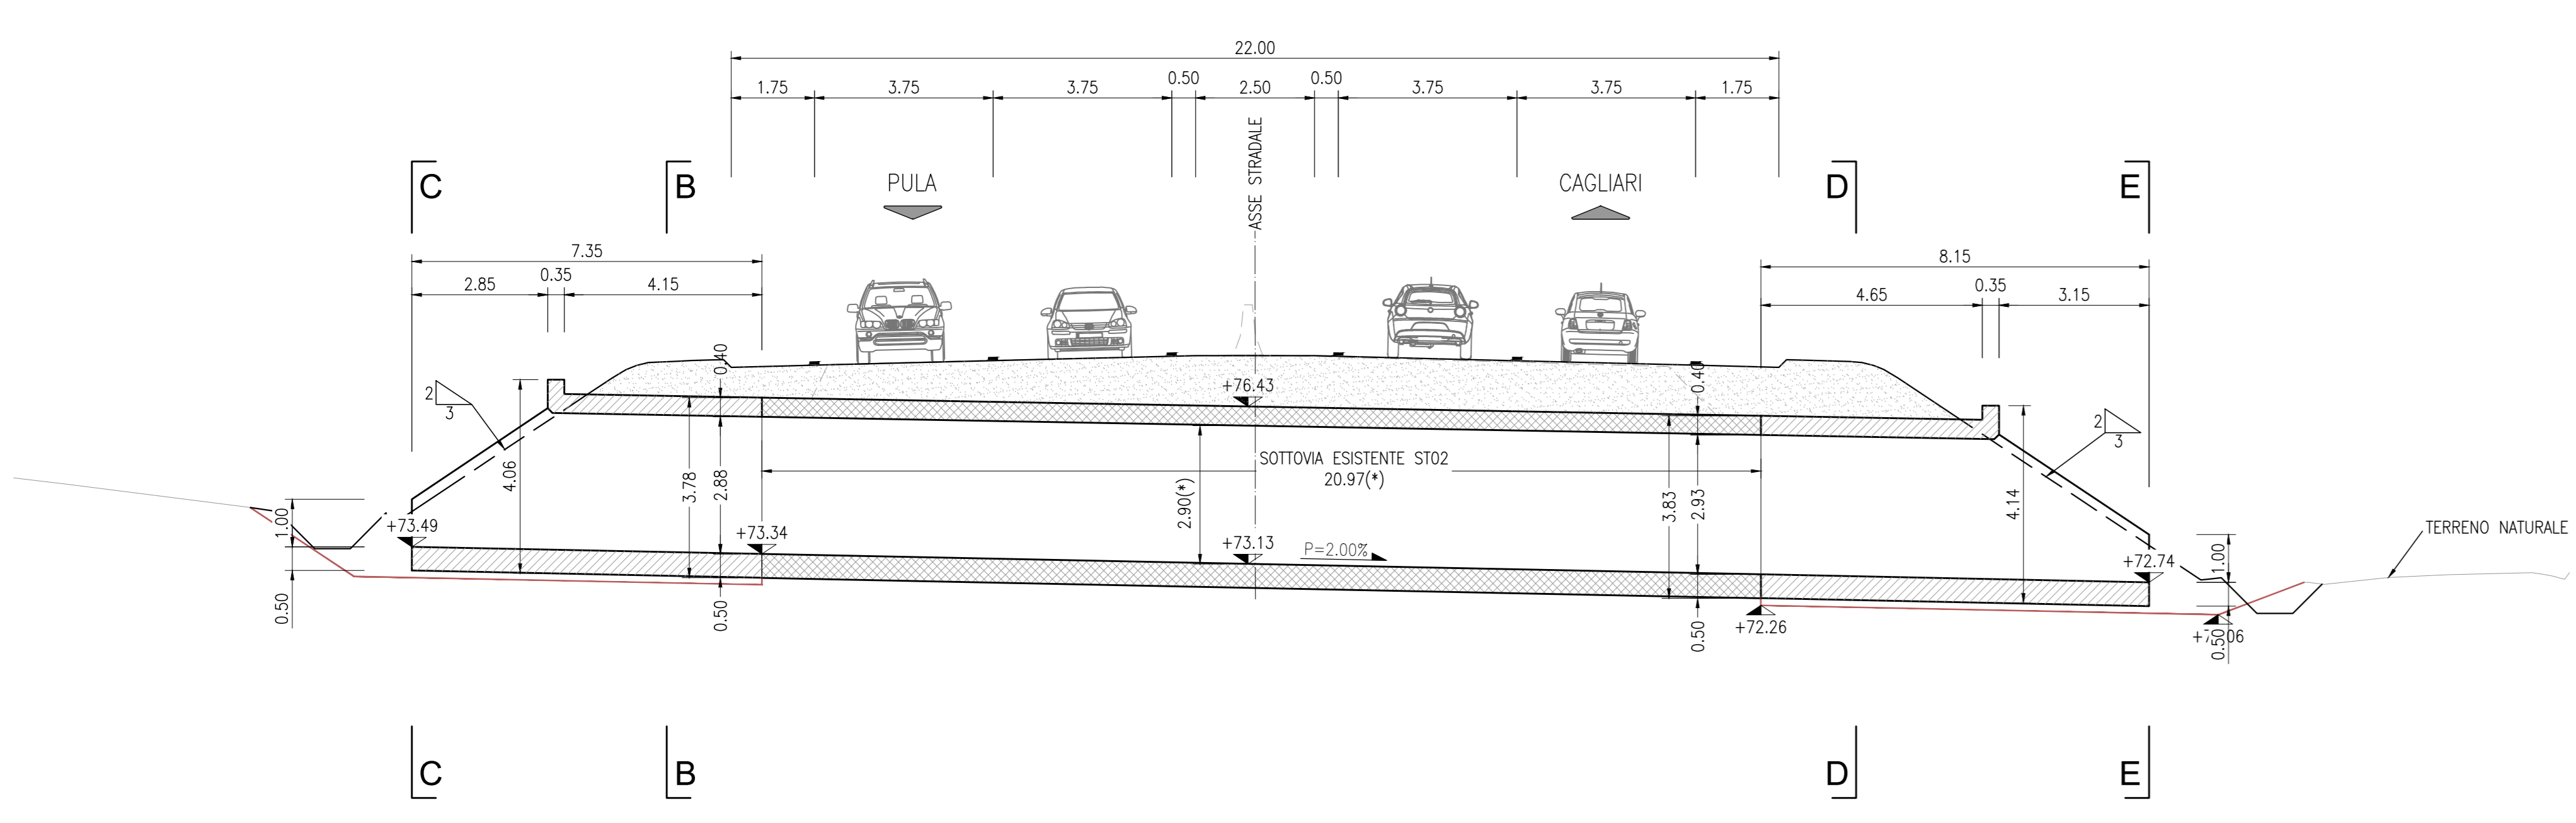 22.00
0.50 0.50
1.75 3.75 3.75 2.50 3.75 3.75 1.75
ASSE STRADALE
C B PULA CAGLIARI D E
7.35 8.15
0.35 0.35
2.85 4.15 4.65 3.15
0.40 0.40
+76.43
2
3
2
3
SOTTOVIA ESISTENTE ST02
20.97(*)
4.06 3.78 2.88 2.90(*) 3.83 2.93 4.14
1.00 +73.49 +73.34 +73.13 P=2.00% +72.74 1.00
TERRENO NATURALE
0.50 0.50 0.50 +72.26 0.50
C B D E